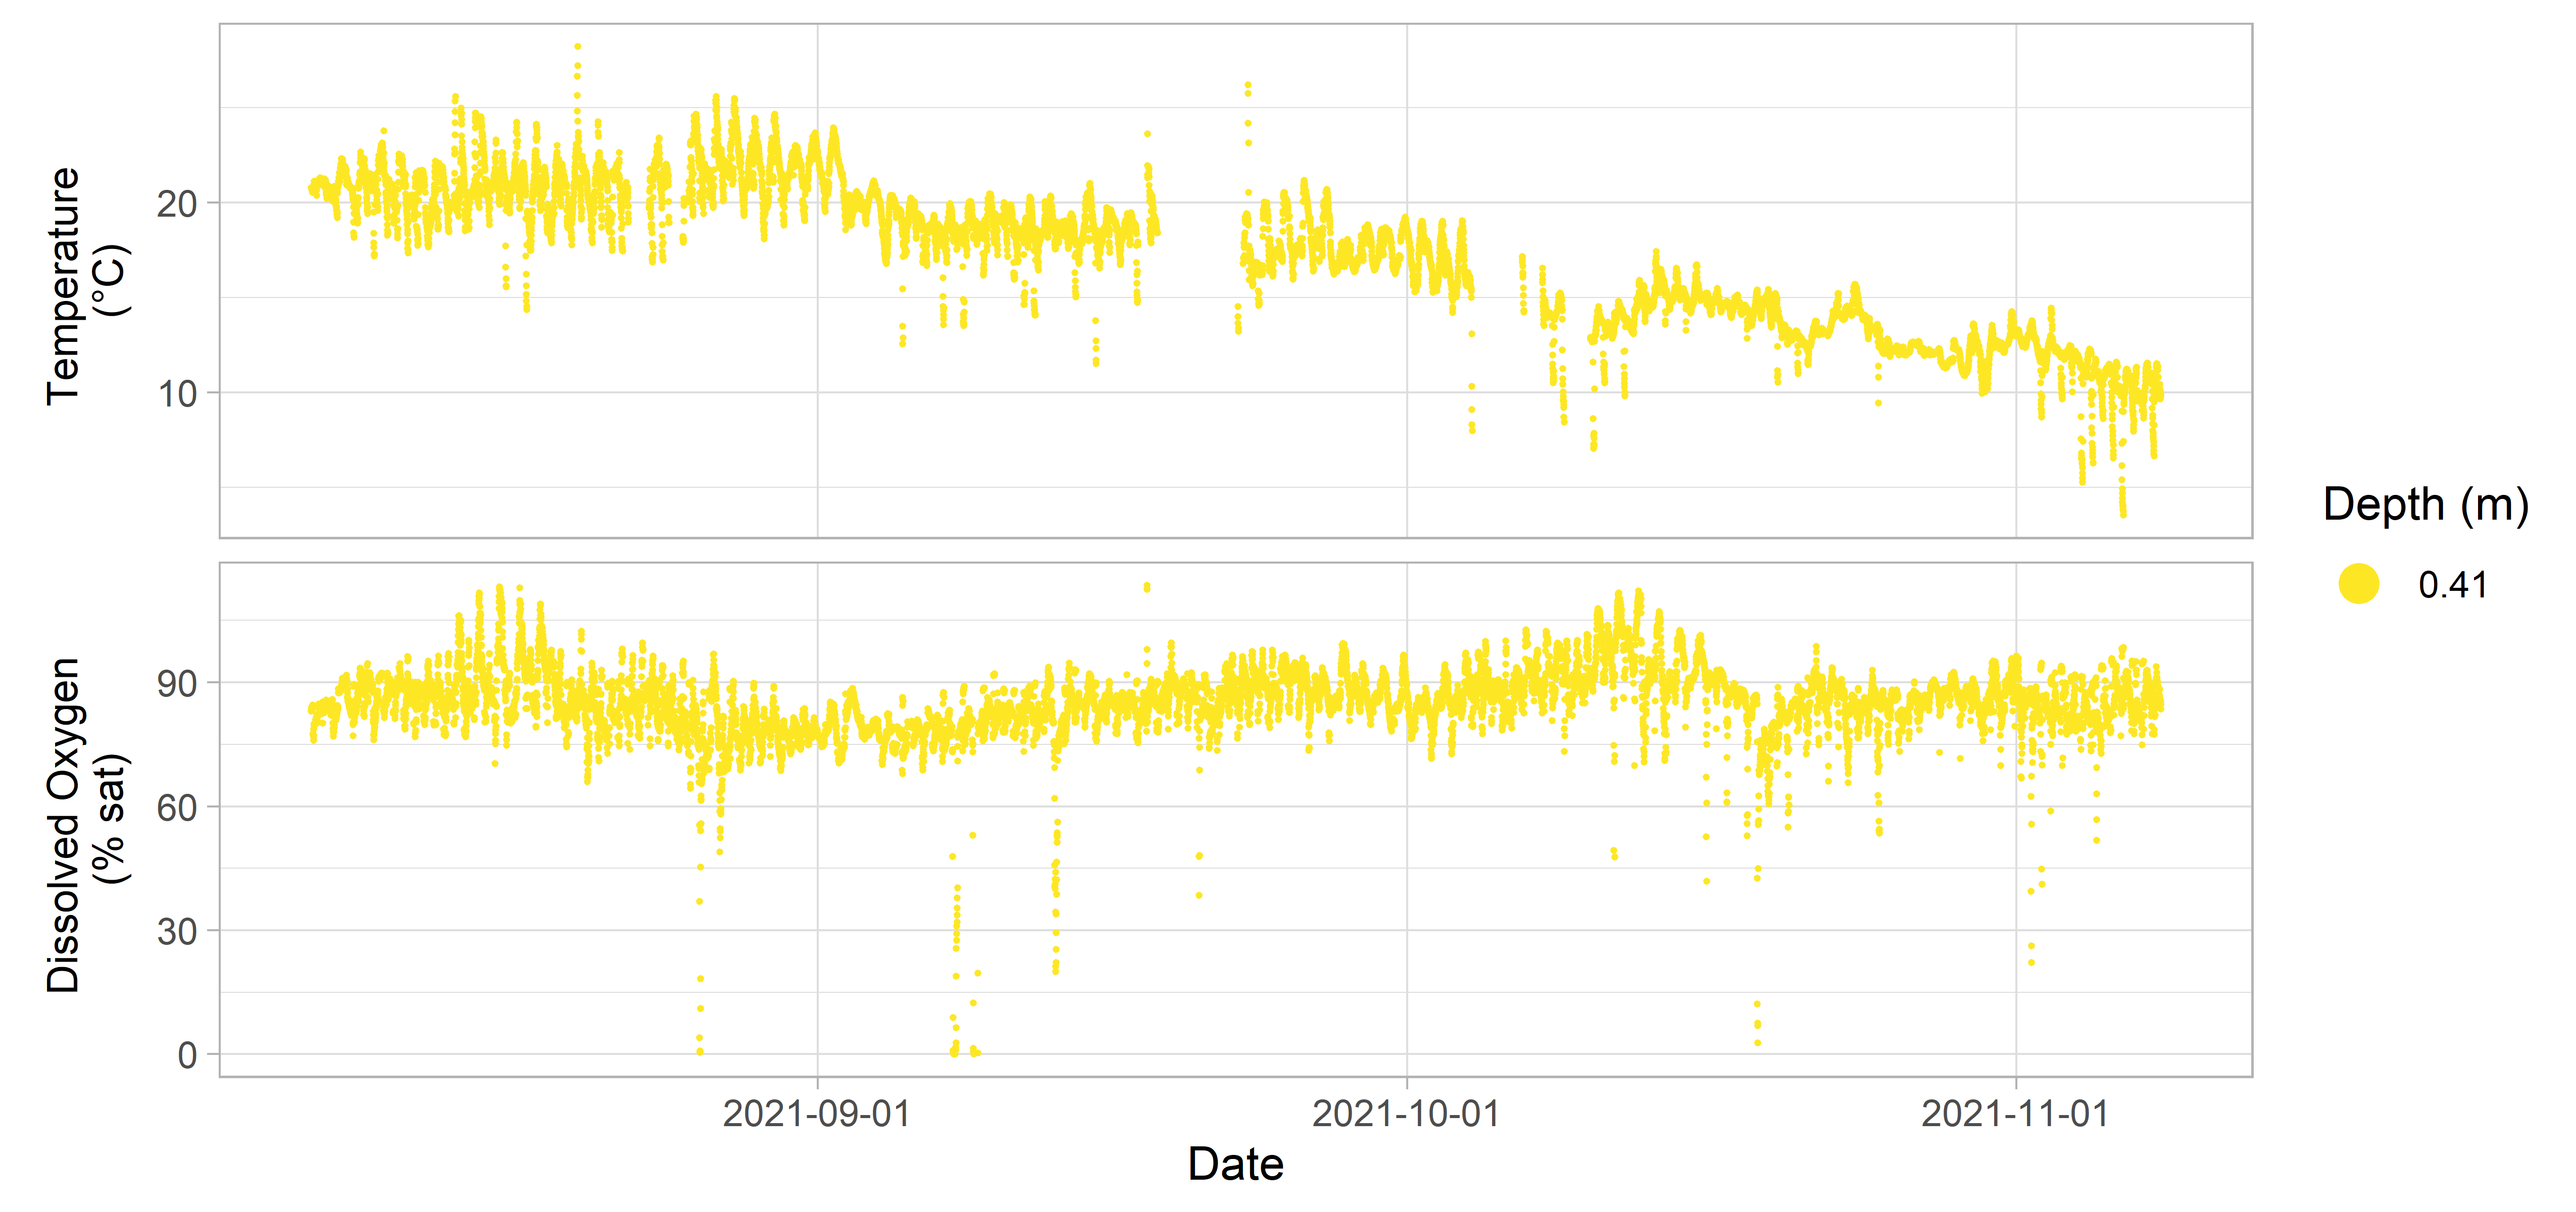 Temperature
(°C)
20
10
Dissolved Oxygen
(% sat)
90
60
30
0
2021-09-01
2021-10-01
2021-11-01
Date
Depth (m)
0.41